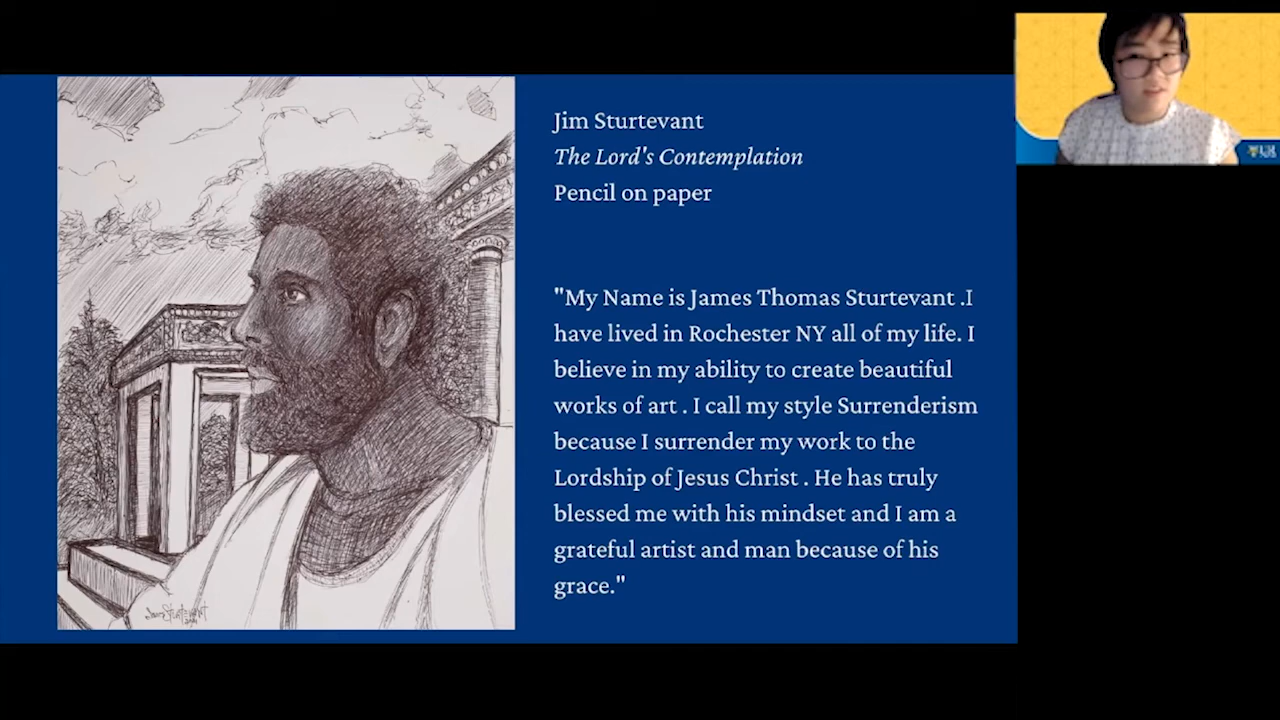 Jim Sturtevant
The Lord's Contemplation
Pencil on paper
"My Name is James Thomas Sturtevant .I
have lived in Rochester NY all of my life. I
believe in my ability to create beautiful
works of art . I call my style Surrenderism
because I surrender my work to the
Lordship of Jesus Christ . He has truly
blessed me with his mindset and I am a
grateful artist and man because of his
grace."